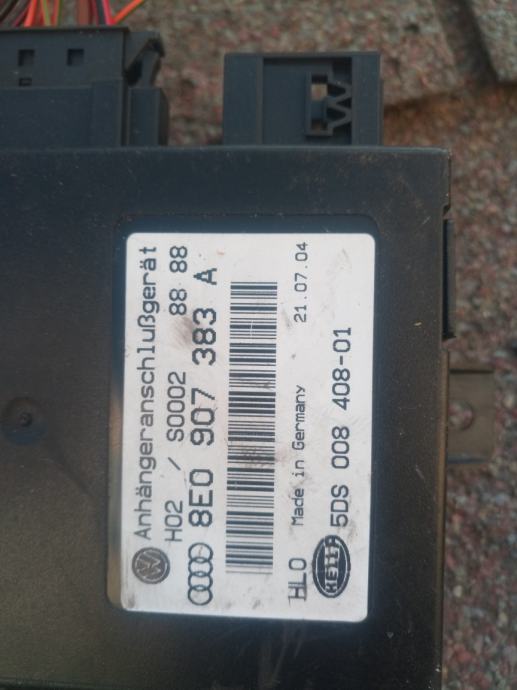 Anhängeranschlußgerät
H02 / S0002 88 88
8E0 907 383 A
Made in Germany 21.07.04
HLO HELLA 5DS 008 408-01